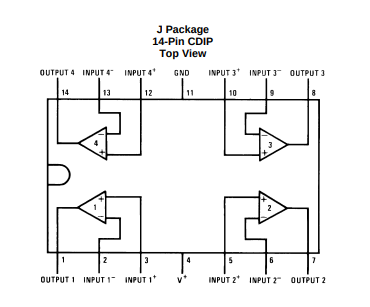 J Package
14-Pin CDIP
Top View
OUTPUT 4 INPUT 4⁻ INPUT 4⁺ GND INPUT 3⁺ INPUT 3⁻ OUTPUT 3
14 13 12 11 10 9 8
− − 
4 3
+ +
+ +
1 2
− −
1 2 3 4 5 6 7
OUTPUT 1 INPUT 1⁻ INPUT 1⁺ V⁺ INPUT 2⁺ INPUT 2⁻ OUTPUT 2